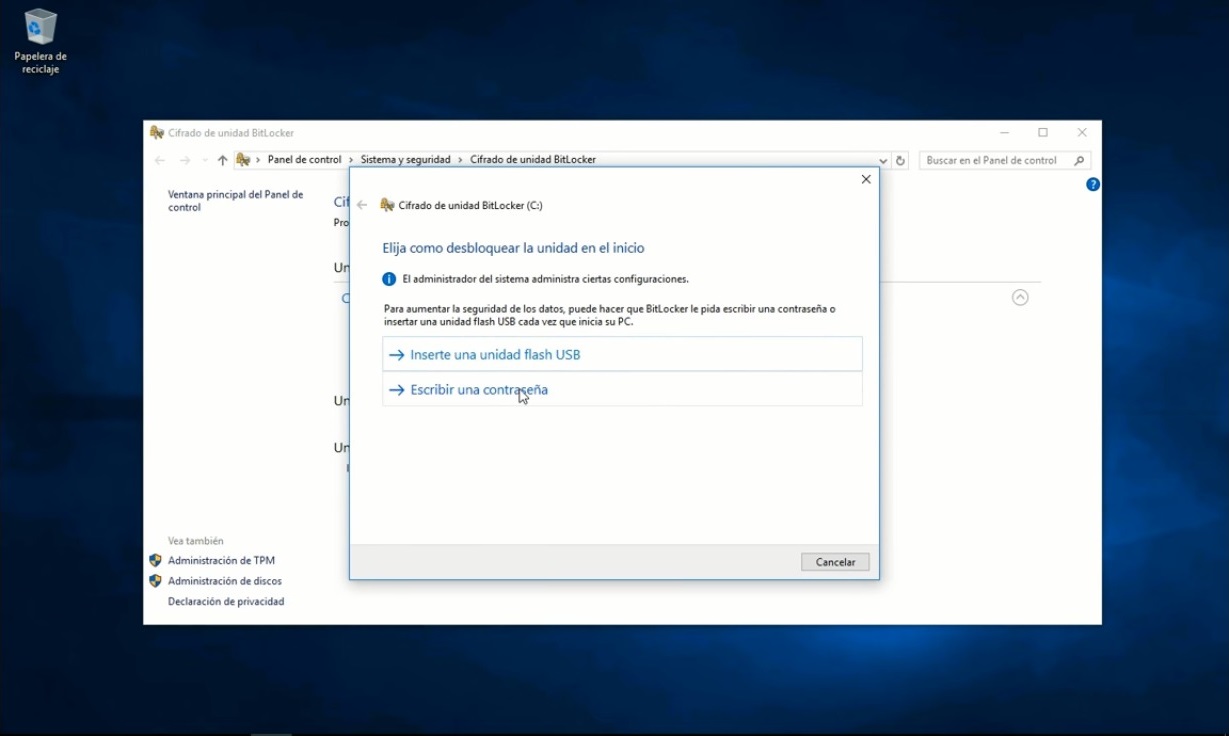 Papelera de
reciclaje
Cifrado de unidad BitLocker
Panel de control › Sistema y seguridad › Cifrado de unidad BitLocker
Buscar en el Panel de control
Ventana principal del Panel de
control
Cif
Pro
Un
C
Un
Un
Cifrado de unidad BitLocker (C:)
Elija como desbloquear la unidad en el inicio
El administrador del sistema administra ciertas configuraciones.
Para aumentar la seguridad de los datos, puede hacer que BitLocker le pida escribir una contraseña o
insertar una unidad flash USB cada vez que inicia su PC.
Inserte una unidad flash USB
Escribir una contraseña
Cancelar
Vea también
Administración de TPM
Administración de discos
Declaración de privacidad